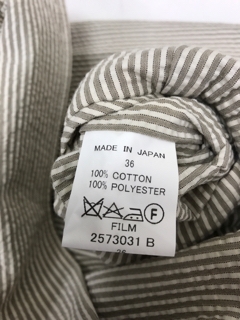 MADE IN JAPAN
36
100% COTTON
100% POLYESTER
F
FILM
2573031 B